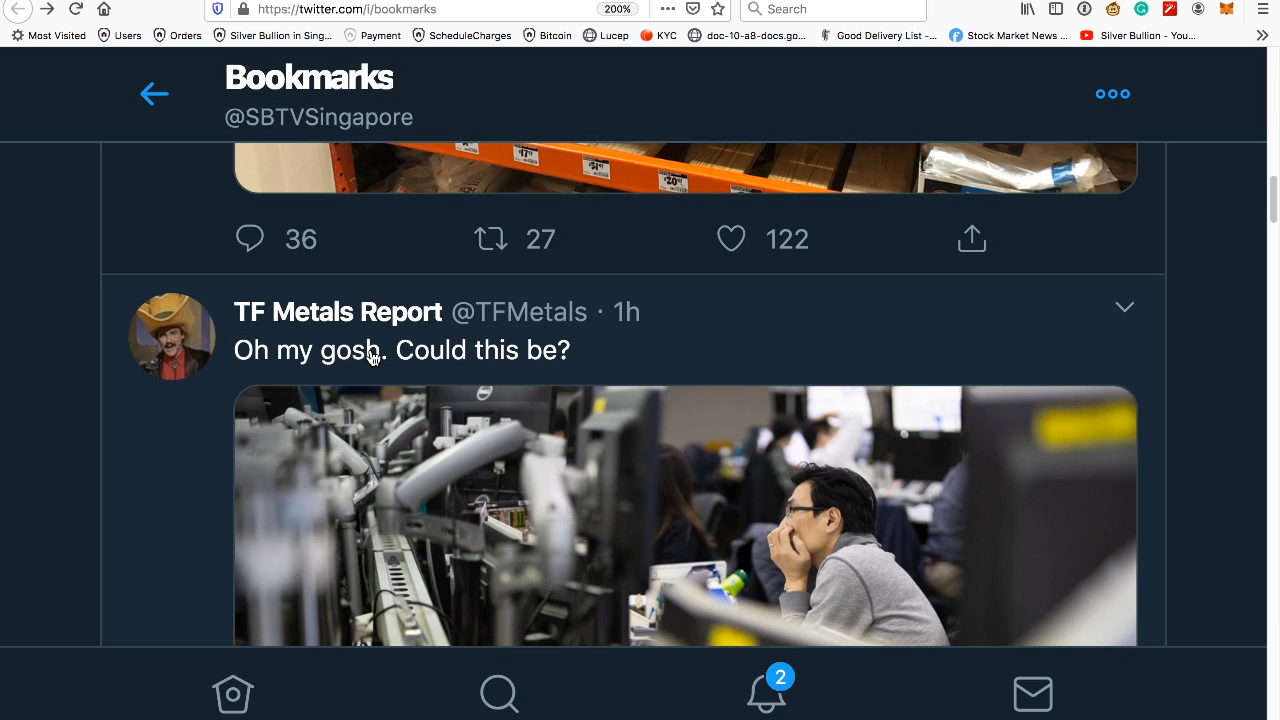 https://twitter.com/i/bookmarks
200%
Search
Most Visited
Users
Orders
Silver Bullion in Sing...
Payment
ScheduleCharges
Bitcoin
Lucep
KYC
doc-10-a8-docs.go...
Good Delivery List -...
Stock Market News ...
Silver Bullion - You...
Bookmarks
@SBTVSingapore
36
27
122
TF Metals Report @TFMetals · 1h
Oh my gosh. Could this be?
2